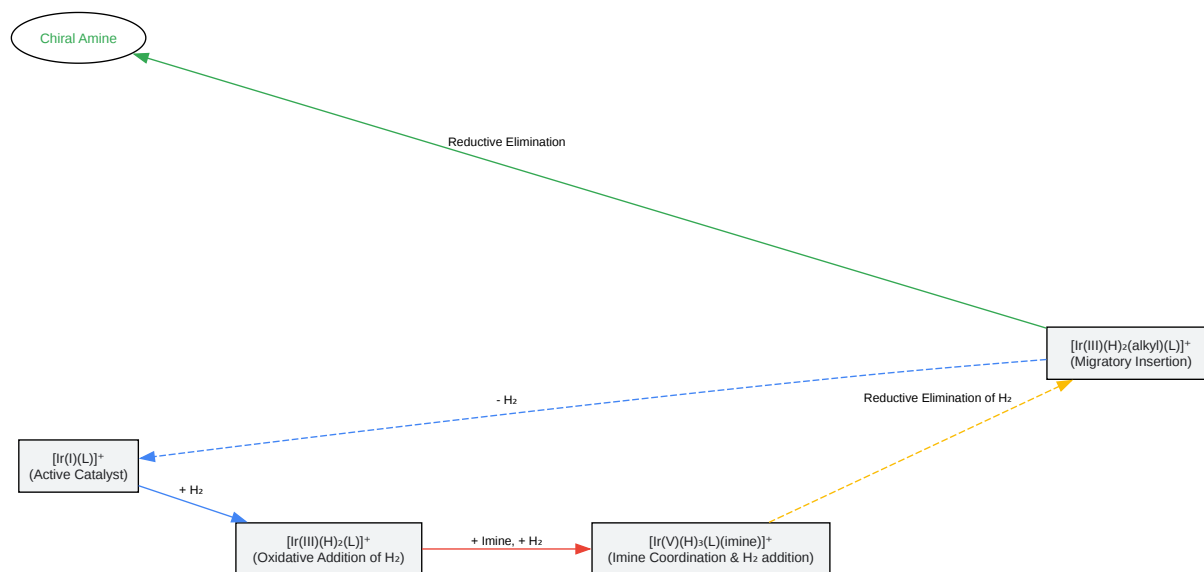 Chiral Amine
Reductive Elimination
[Ir(III)(H)₂(alkyl)(L)]⁺
(Migratory Insertion)
- H₂
Reductive Elimination of H₂
[Ir(I)(L)]⁺
(Active Catalyst)
+ H₂
[Ir(III)(H)₂(L)]⁺
(Oxidative Addition of H₂)
+ Imine, + H₂
[Ir(V)(H)₃(L)(imine)]⁺
(Imine Coordination & H₂ addition)